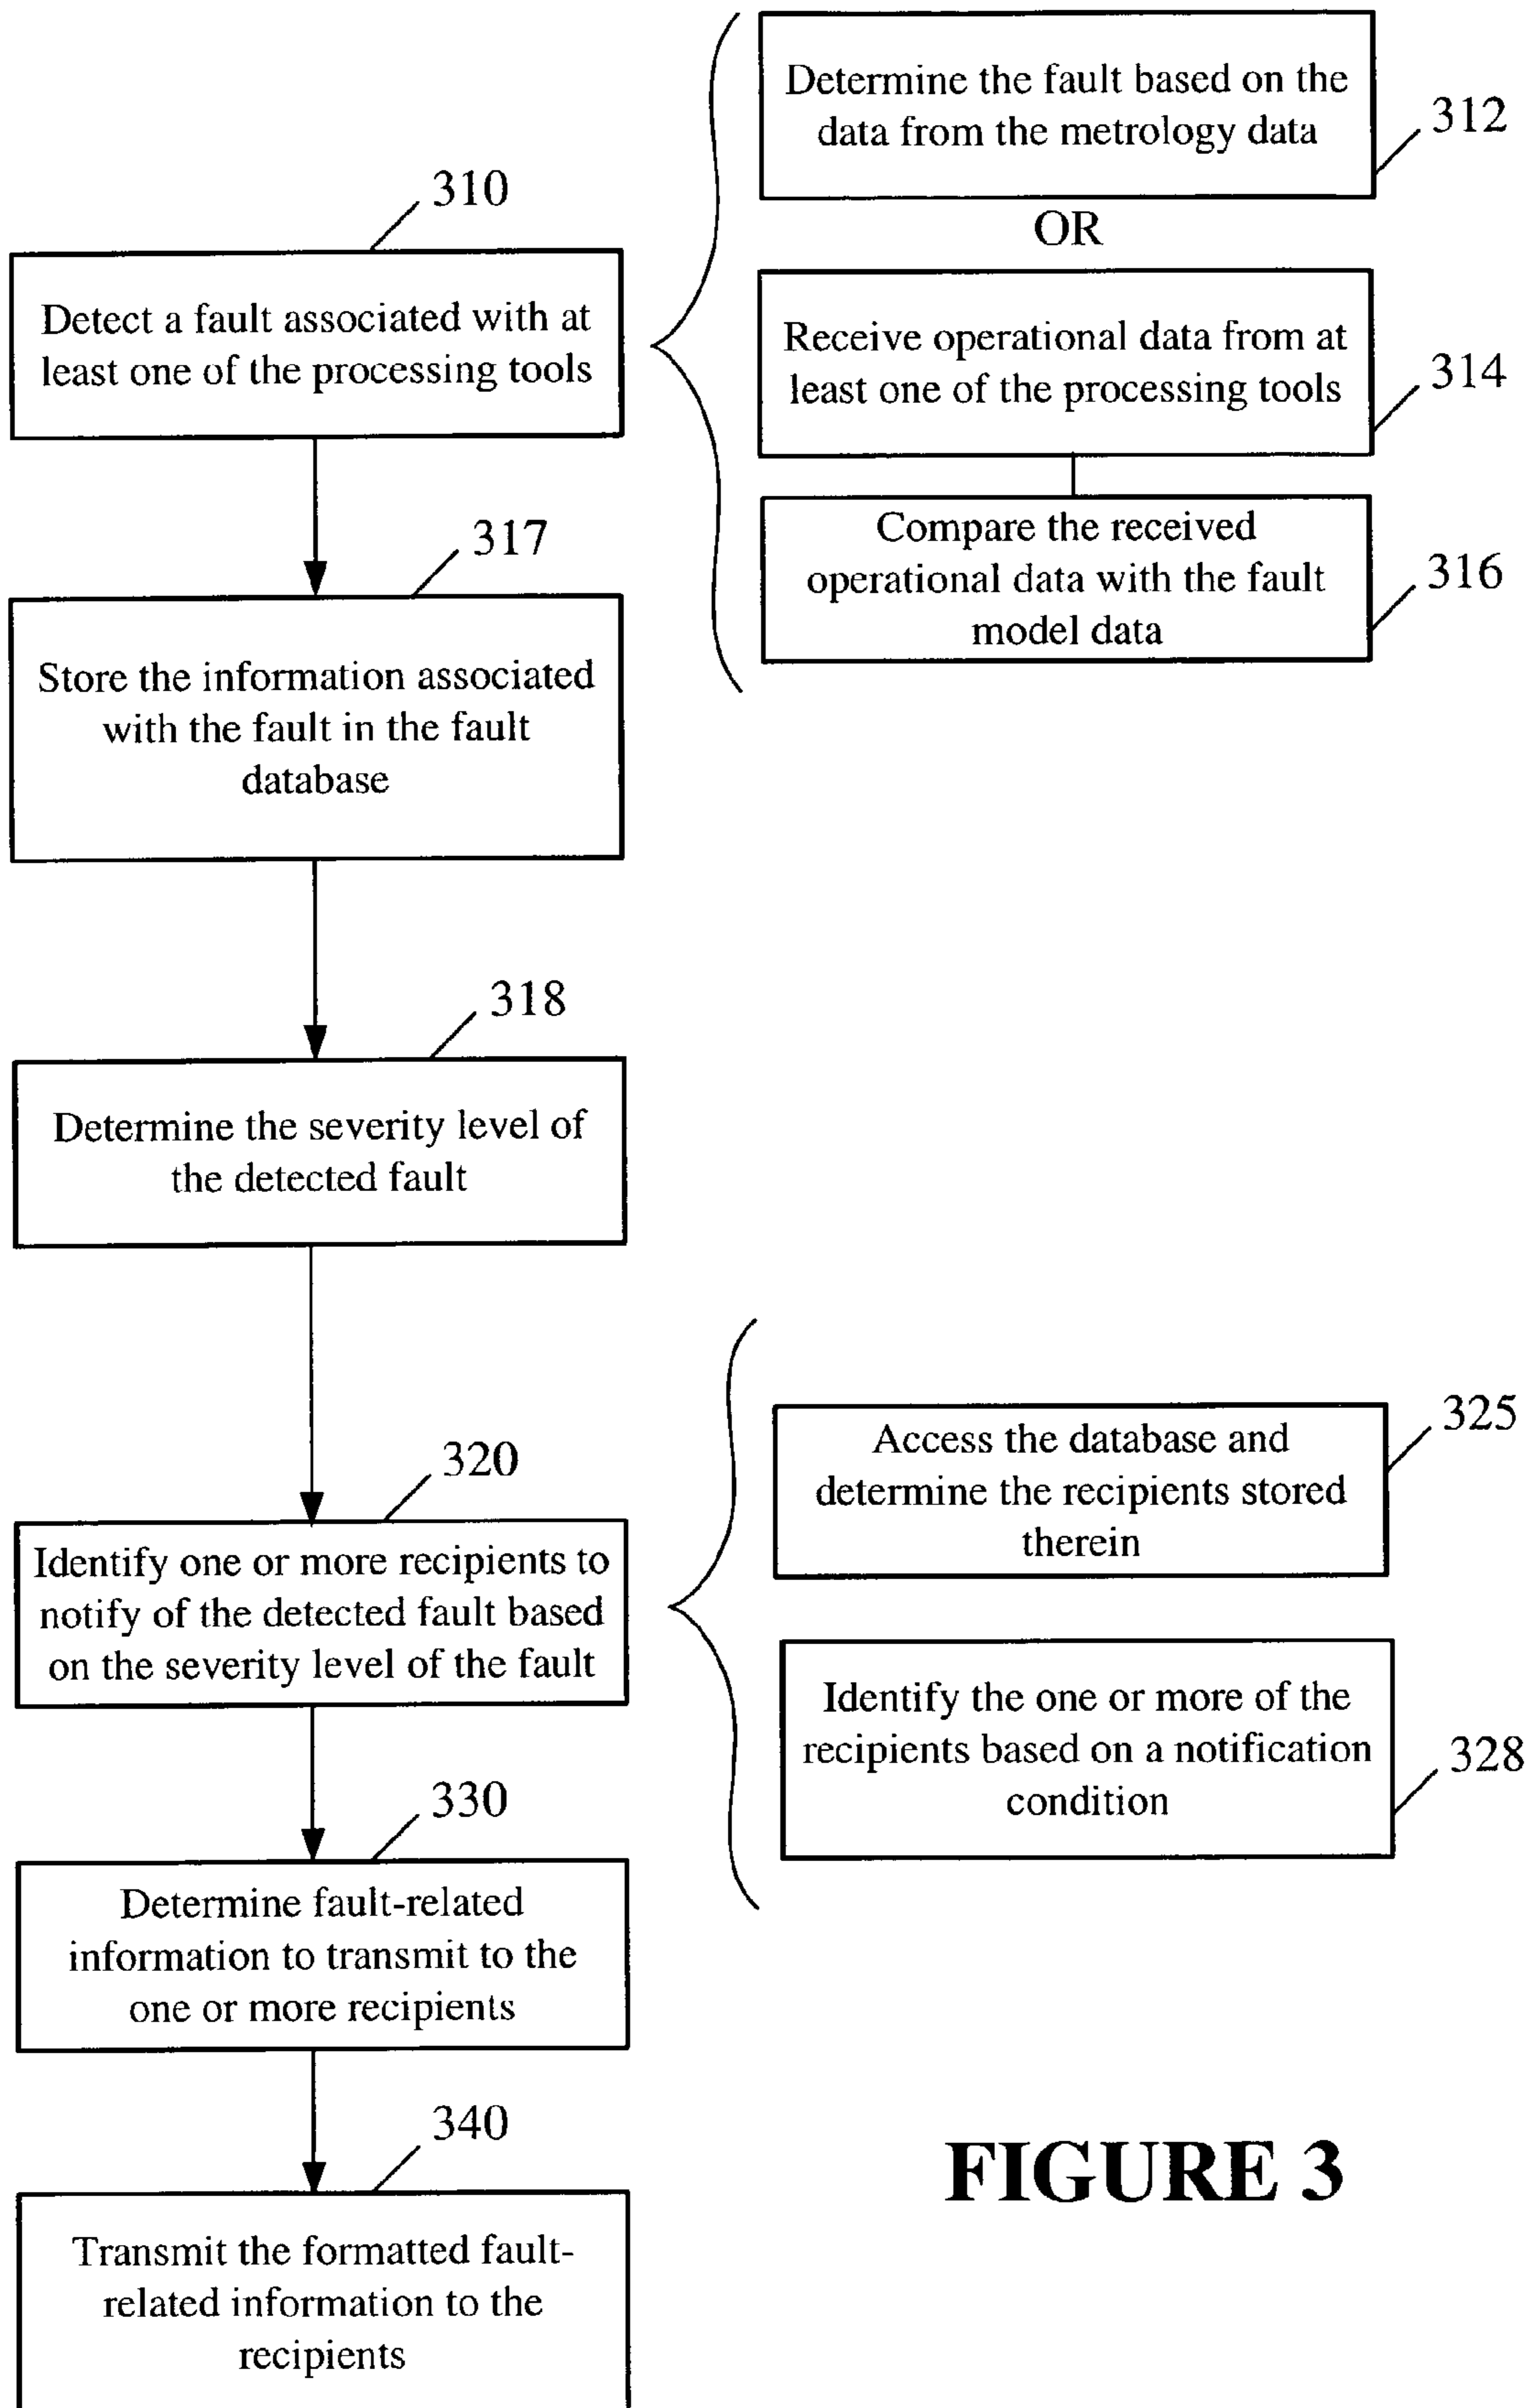 310
Detect a fault associated with at
least one of the processing tools
Determine the fault based on the
data from the metrology data
312
OR
Receive operational data from at
least one of the processing tools
314
Compare the received
operational data with the fault
model data
316
317
Store the information associated
with the fault in the fault
database
318
Determine the severity level of
the detected fault
320
Identify one or more recipients to
notify of the detected fault based
on the severity level of the fault
325
Access the database and
determine the recipients stored
therein
Identify the one or more of the
recipients based on a notification
condition
328
330
Determine fault-related
information to transmit to the
one or more recipients
340
Transmit the formatted fault-
related information to the
recipients
FIGURE 3